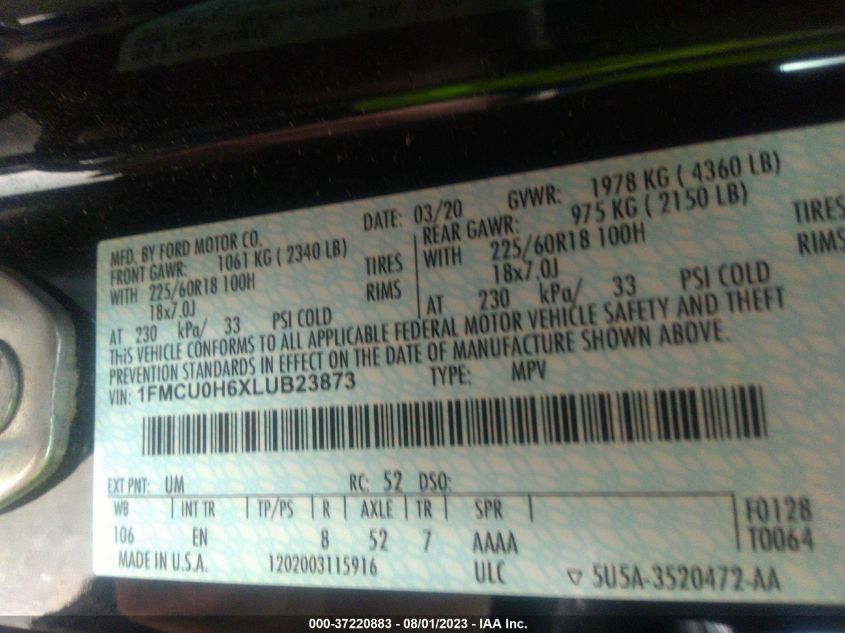 MFD. BY FORD MOTOR CO. DATE: 03/20 GVWR: 1978 KG ( 4360 LB)
FRONT GAWR: 1061 KG ( 2340 LB) REAR GAWR: 975 KG ( 2150 LB)
WITH 225/60R18 100H TIRES WITH 225/60R18 100H TIRES
18x7.0J RIMS 18x7.0J RIMS
AT 230 kPa/ 33 PSI COLD AT 230 kPa/ 33 PSI COLD
THIS VEHICLE CONFORMS TO ALL APPLICABLE FEDERAL MOTOR VEHICLE SAFETY AND THEFT
PREVENTION STANDARDS IN EFFECT ON THE DATE OF MANUFACTURE SHOWN ABOVE.
VIN: 1FMCU0H6XLUB23873 TYPE: MPV
EXT PNT: UM RC: 52 DSO:
WB INT TR TP/PS R AXLE TR SPR F0128
106 EN 8 52 7 AAAA T0064
MADE IN U.S.A. 1202003115916 ULC ▽ 5U5A-3520472-AA
000-37220883 - 08/01/2023 - IAA Inc.